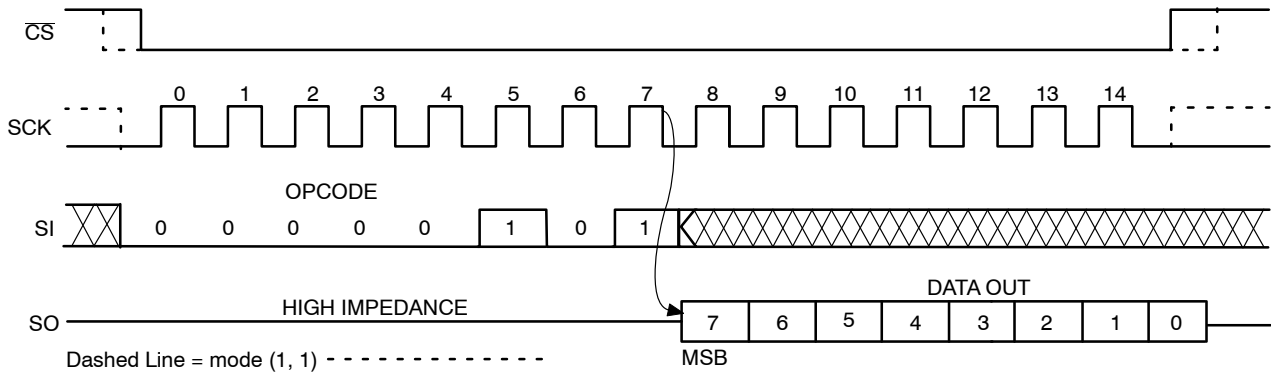 CS
SCK
0 1 2 3 4 5 6 7 8 9 10 11 12 13 14
OPCODE
SI
0 0 0 0 0 1 0 1
DATA OUT
HIGH IMPEDANCE
SO
7 6 5 4 3 2 1 0
Dashed Line = mode (1, 1)
MSB